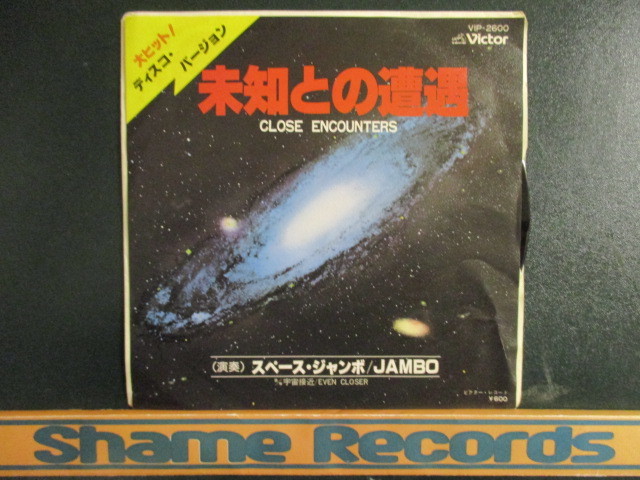 大ヒット!
ディスコ・
バージョン
VIP-2600
Victor
未知との遭遇
CLOSE ENCOUNTERS
(演奏) スペース・ジャンボ/JAMBO
宇宙接近/EVEN CLOSER
ビクター・レコード
¥600
Shame Records